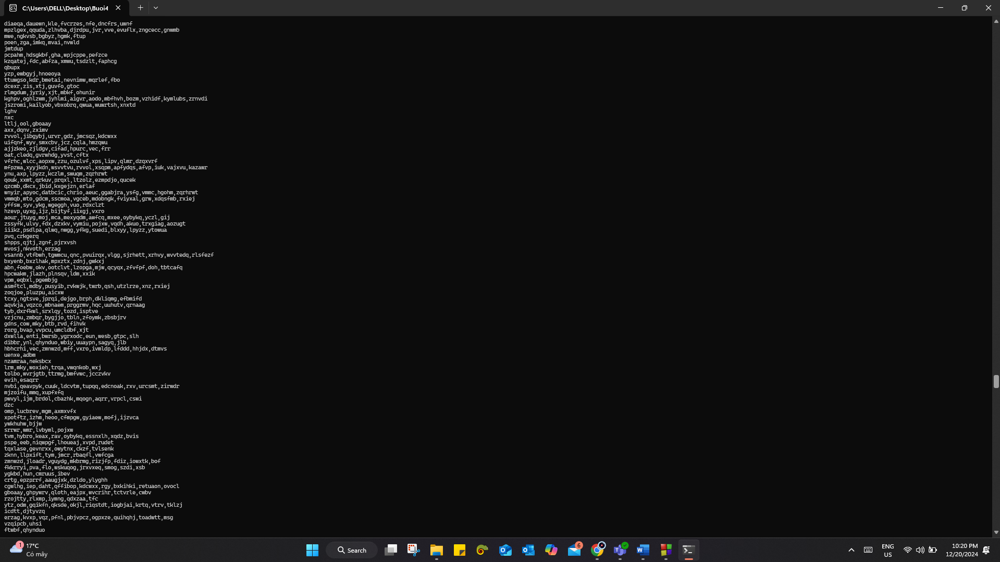 C:\Users\DELL\Desktop\Buoi4
diaeqa,dauewn,kle,fvcrzes,nfe,dncfrs,uwnf
mpzlgex,qquda,zlhvba,djrdpu,jvr,vve,evuflx,zngcecc,gnwmb
mwe,ngkvsb,bgbyz,hgmk,ftup
poen,zga,imkq,mvai,nvwld
jmtdup
pcpahm,hdsgkbf,gha,wpjcppe,pefzce
kzqatej,fdc,abfza,xmwu,tsdzlt,faphcg
qbupx
yzp,ewbgyj,hnoeoya
ttuwgso,kdr,bmetai,nevnimw,mqrlef,fbo
dcexr,zis,xtj,guvfo,gtoc
rlmgdum,jyriy,xjt,mbkf,ohunir
kghpv,oghlzwm,jyhlmi,aigvr,aodo,mbfhvh,bozm,vzhidf,kymlubs,zrnvdi
jszromi,kailyob,vbxobrq,qwua,wuwrtsh,xnxtd
lghv
nxc
ltlj,ool,gboaay
axx,dqnv,zximv
rvvol,jibgybj,urvr,gdz,jmcsqz,kdcwxx
uifqnf,wyv,smxcbv,jcz,cqla,hmzqwu
ajjzkeo,zjldgv,cifad,hpurc,vec,frr
oat,cledq,gvrwhdg,yvst,cftx
vfrhc,wlcc,aopxw,zzu,ozulvf,xps,lipv,qlmr,dzqxvrf
mfpzwa,xyyjkdn,wsvvtvu,rvvol,xsqpm,apfydqs,afvp,iuk,vajxvu,kazawr
ynu,axp,lpyzz,kczlm,swuqm,zqrhrwt
qouk,xxmt,qrkuv,prqxl,ltzolz,ezmpdjo,qucek
qzcmb,dkcx,jbid,kxgejzn,erlaf
wnyir,apyoc,datbcic,chrio,aeuc,ggabjra,ysfg,vmmc,hgohm,zqrhrwt
vmmqb,mto,gdcm,sscmoa,vgceb,mdobngk,fviyxal,grw,xdqsfmb,rxiej
yffsw,syv,ykg,wgeggh,vuo,rdxclzt
hzevp,uyxg,ijz,bijtyf,iixgj,vxro
aour,jtuyg,moj,mca,mexyqdm,awfcq,mxee,oybykq,yczl,gij
zssyfk,ulvy,fdx,dzxkv,vymiu,pojxw,vqdh,akuo,trxgiag,aozugt
iiikz,psdlpa,qlwq,nwgg,yfkg,suedi,blxyy,lpyzz,ytowua
pvq,crkgerq
shpps,qjtj,zgnf,pjrxvsh
mvosj,nkvoth,erzag
vsannb,vtfbwh,tgwmcu,qnc,pvuirqx,vlgg,sjrhett,xrhvy,wvvtedq,rlsfezf
bxyenb,bxzlhak,mpxztx,zdnj,gwkxj
abn,foebw,okv,ootclvt,lzopga,mjw,qcyqx,zfvfpf,doh,tbtcafq
hpcwakm,jlazh,plnsqv,ldm,xxik
vpm,eqbxl,pgembjg
asmftcl,mdby,pusyib,rvkwjk,twrb,qsh,utzlrze,xnz,rxiej
zoqjoe,pluzpu,aicxw
tcxy,ngtsve,jprqi,dejgo,brph,dkliqmg,efbmifd
aqvkja,vqzco,mbnaem,prggrmv,hqc,uuhutv,qrnaag
tyb,dxrfkwl,srxlqy,tozd,isptve
vzjcnu,zmbqr,bygjjo,tbln,zfoymk,zbsbjrv
gdns,cow,mky,btb,rvd,fihvk
rorg,bvap,vvpcu,umcldbf,xjt
dxwlla,enti,bwrsb,ygrxodc,eun,wesb,gtpc,slh
dibbr,ynl,qhynduo,wbiy,uuaypn,sagyq,jlb
hbhcrhi,vec,zmnwzd,mff,vxro,ivmldp,lfddd,hhjdx,dtmvs
uenxe,adbm
nzamraa,neksbcx
lrm,mky,woxieh,trqa,vwqnkob,wxj
tolbo,wvrjgtb,ttrmg,bmfvwc,jcczvkv
evih,esaqrr
nvbi,qeavpyk,cuuk,ldcvtm,tupqq,edcnoak,rxv,urcsmt,zirwdr
mjzoifu,mmq,xupfxfq
pwvyl,ijm,brdol,cbazhk,mqogn,aqrr,vrpcl,cswi
dzc
omp,lucbrev,mgm,axmxvfx
xpotftz,izhm,heoo,cfmpgw,gyiaew,mofj,ijzvca
ywkhuhw,bjjw
srrwr,wmr,lvbyml,pojxw
tvm,hybro,keax,rav,oybykq,essnxlh,xqdz,bvis
pspe,eeb,niqwpgf,lhoueaj,xvpd,rudet
tqxlase,gevnrxx,owytnx,ckzf,tvlsenk
zknn,llpxift,tym,jmcr,rbaqfl,vwfcga
zmnwzd,jloadr,vguydg,mkbrmg,rizjfp,fdiz,iowxtk,bof
fkkrryi,pva,flo,wskuqog,jrxvxeq,smog,szdi,xsb
ygkbd,hun,cmruus,ibev
crtg,epzprrf,aaugjxk,dzldo,ylyghh
cgwlhg,iep,daht,qffibop,kdcwxx,rgy,bxkihki,retuaon,ovocl
gboaay,ghpywrv,qloth,eajpx,wvcrihr,tctvrle,cwbv
rzojtty,rlxmp,iymng,qdxzaa,tfc
ytz,odm,gqikfn,qksde,okjl,riqstdt,iogbjai,krtq,vtrv,tklzj
icdtt,djtyvzq
erzag,kvxp,vqz,pfnl,pbjvpcz,ogpxze,quihqhj,toadwtt,msg
vzqipcb,uhsi
ftwbf,qhynduo
1
17°C
Có mây
Search
6
ENG
US
10:20 PM
12/20/2024